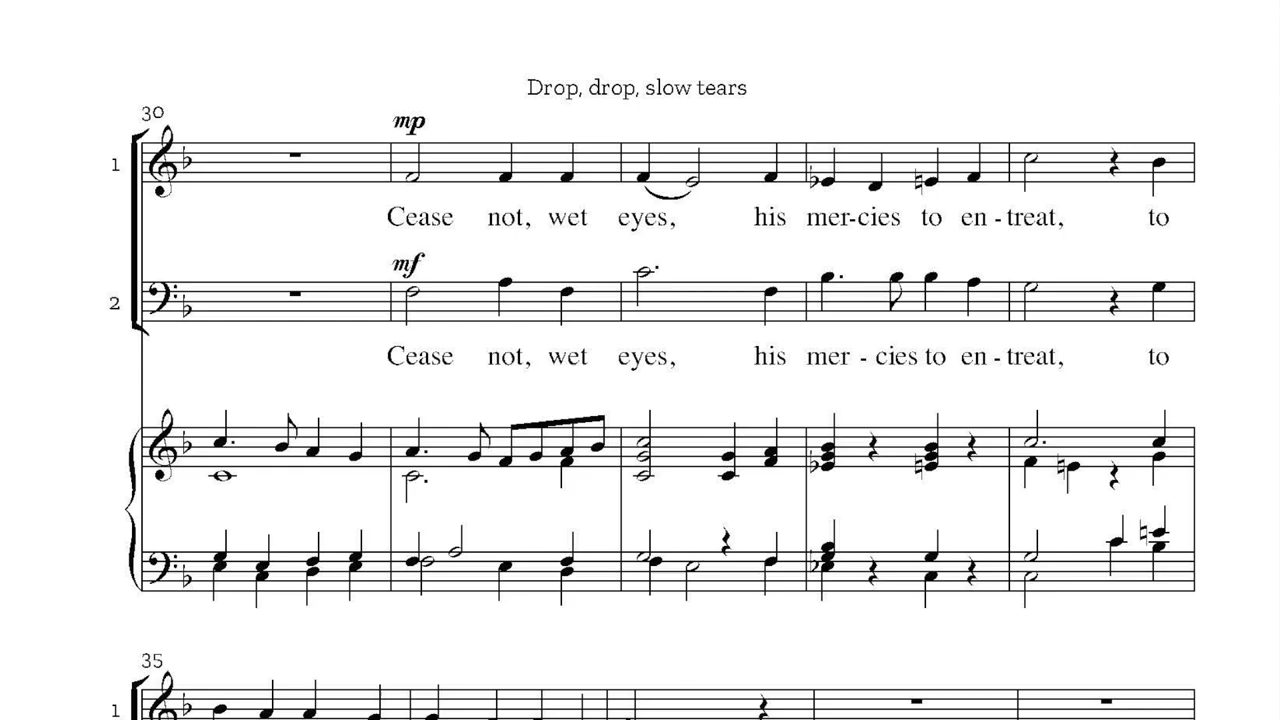 Drop, drop, slow tears
30
mp
1
Cease not, wet eyes, his mer-cies to en-treat, to
mf
2
Cease not, wet eyes, his mer - cies to en-treat, to
35
1